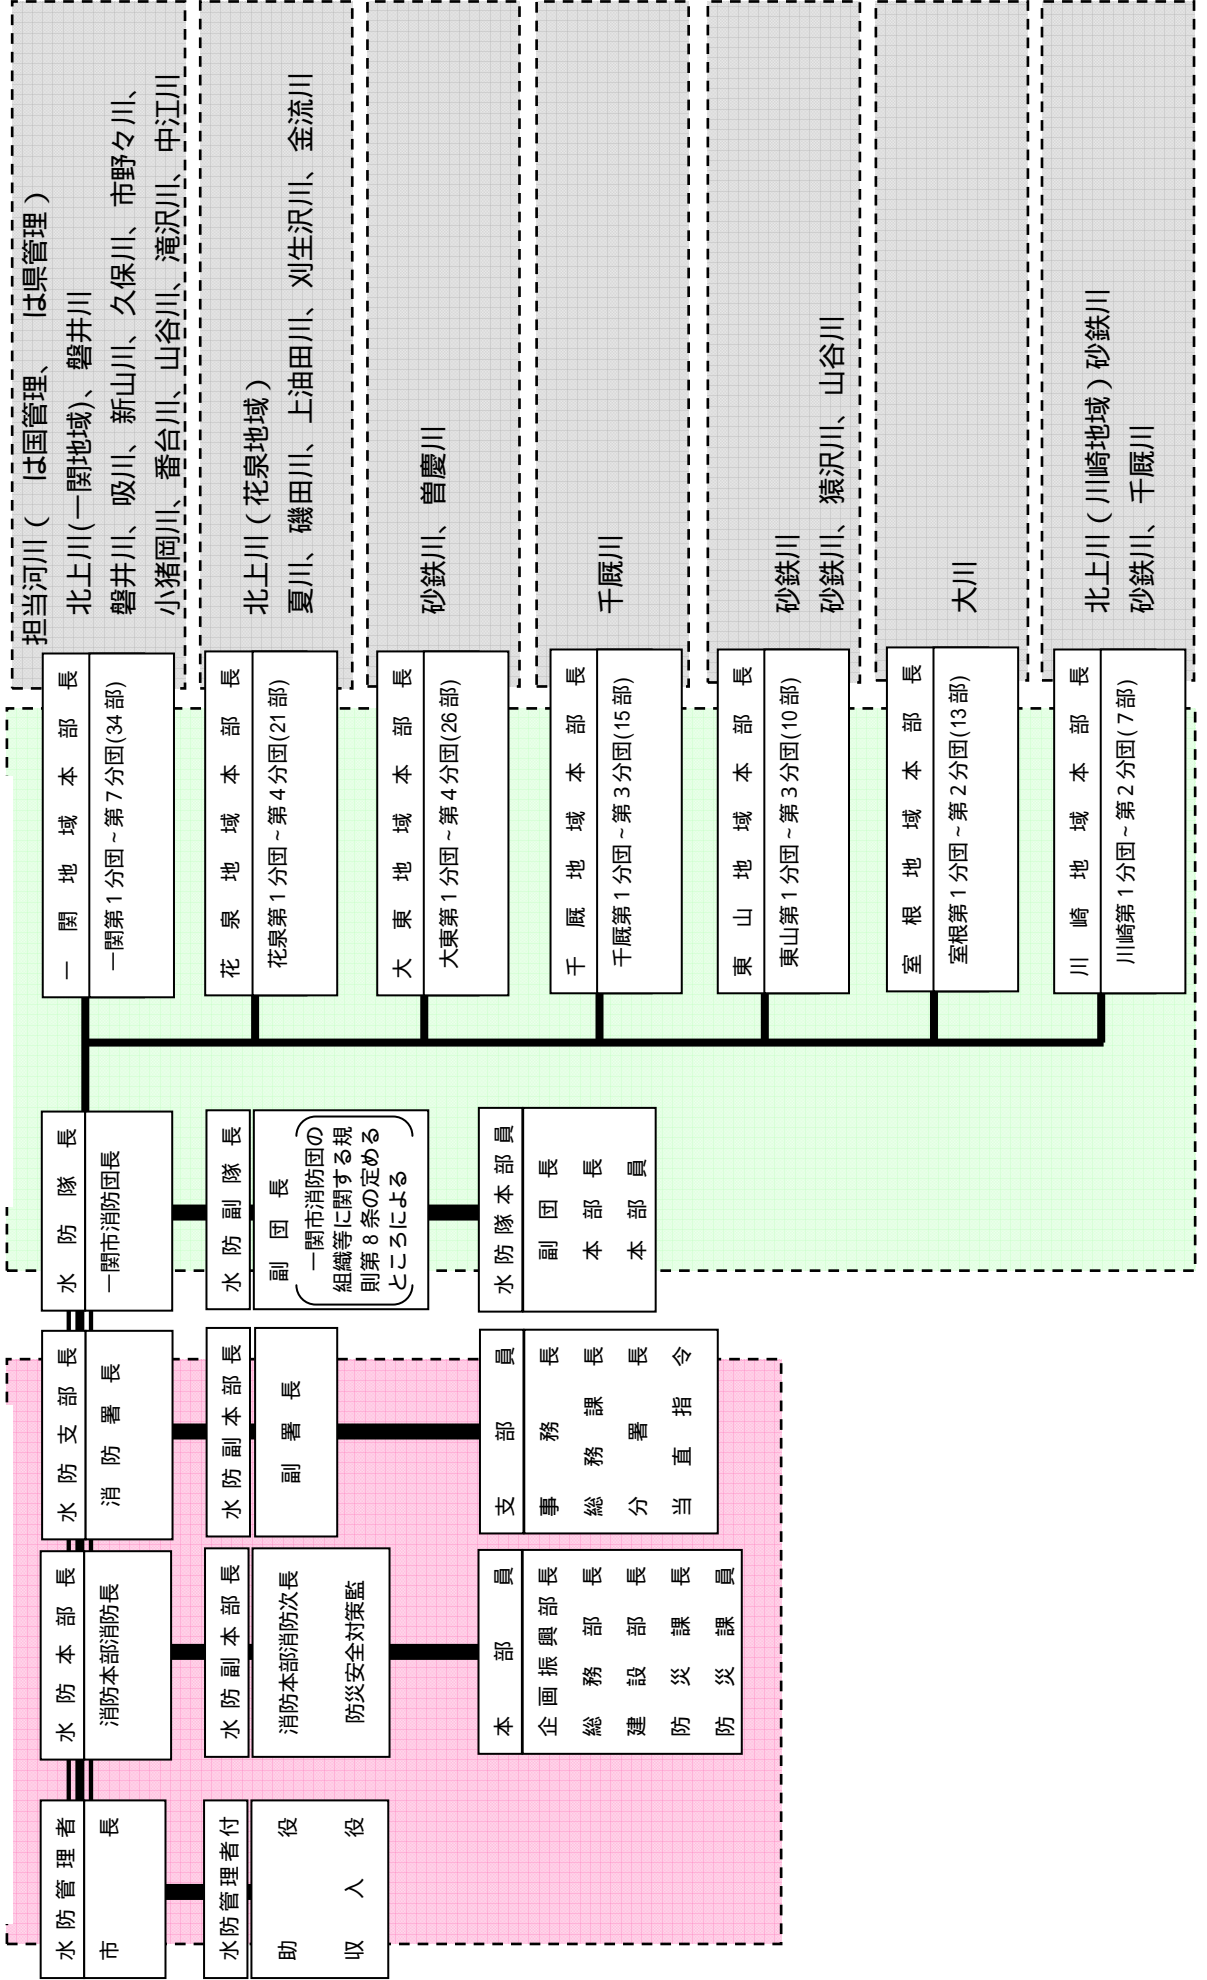 水防管理者
市長
水防管理者付
助役
収入役
水防本部長
消防本部消防長
水防副本部長
消防本部消防次長
防災安全対策監
本部員
企画振興部長
総務部長
建設部長
防災課長
防災課員
水防支部長
消防署長
水防副本部長
副署長
支部員
事務長
総務課長
分署長
当直指令
水防隊長
一関市消防団長
水防副隊長
副団長
一関市消防団の
組織等に関する規
則第8条の定める
ところによる
水防隊本部員
副団長
本部長
本部員
一関地域本部長
一関第1分団~第7分団(34部)
花泉地域本部長
花泉第1分団~第4分団(21部)
大東地域本部長
大東第1分団~第4分団(26部)
千厩地域本部長
千厩第1分団~第3分団(15部)
東山地域本部長
東山第1分団~第3分団(10部)
室根地域本部長
室根第1分団~第2分団(13部)
川崎地域本部長
川崎第1分団~第2分団(7部)
担当河川(　は国管理、　は県管理)
北上川(一関地域)、磐井川
磐井川、吸川、新山川、久保川、市野々川、
小猪岡川、番台川、山谷川、滝沢川、中江川
北上川(花泉地域)
夏川、磯田川、上油田川、刈生沢川、金流川
砂鉄川、曽慶川
千厩川
砂鉄川
砂鉄川、猿沢川、山谷川
大川
北上川(川崎地域)砂鉄川
砂鉄川、千厩川